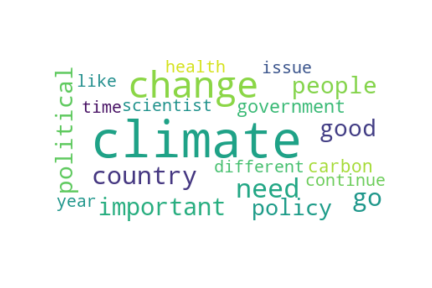 health issue
like change people
political
time scientist government
climate good
different carbon
country need continue
year important policy go